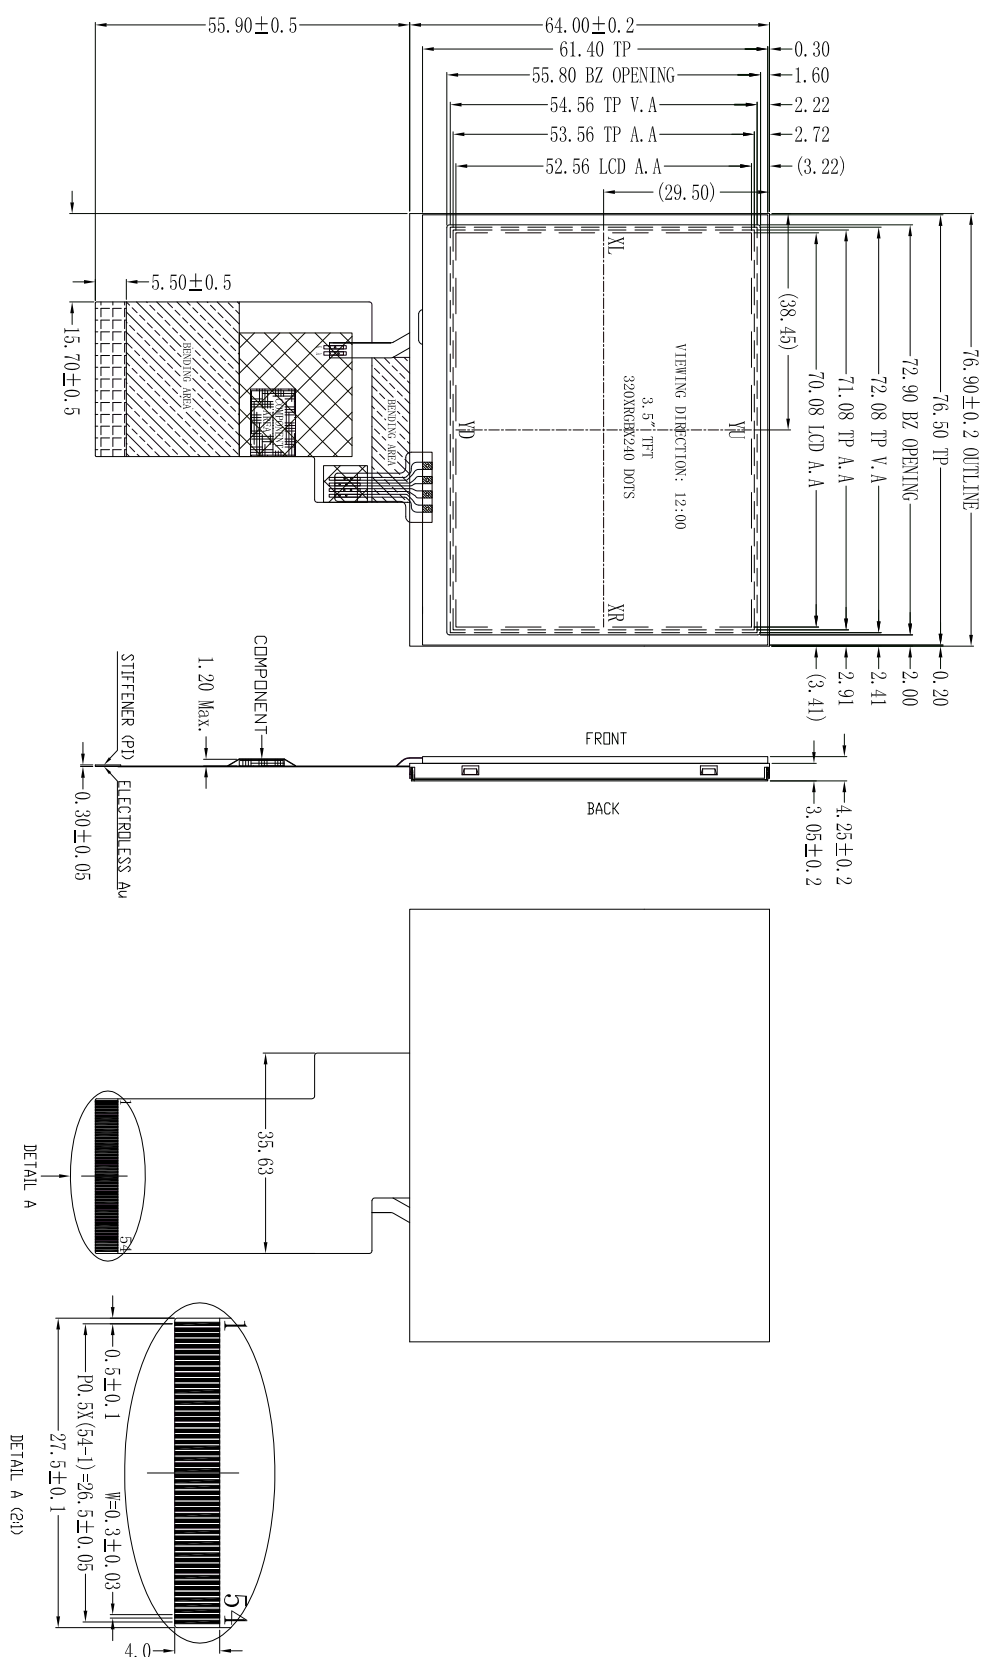 55.90±0.5
64.00±0.2
61.40 TP
0.30
55.80 BZ OPENING
1.60
54.56 TP V.A
2.22
53.56 TP A.A
2.72
52.56 LCD A.A
(3.22)
(29.50)
76.90±0.2 OUTLINE
76.50 TP
72.90 BZ OPENING
72.08 TP V.A
71.08 TP A.A
70.08 LCD A.A
(38.45)
0.20
2.00
2.41
2.91
(3.41)
5.50±0.5
15.70±0.5
XL
YU
YD
XR
VIEWING DIRECTION: 12:00
3.5" TFT
320XRGBX240 DOTS
BENDING AREA
BENDING AREA
COMPONENT
AREA
COMPONENT
1.20 Max.
STIFFENER (PI)
ELECTROLESS Au
0.30±0.05
FRONT
BACK
4.25±0.2
3.05±0.2
35.63
1
54
DETAIL A
1
54
0.5±0.1
W=0.3±0.03
P0.5X(54-1)=26.5±0.05
27.5±0.1
4.0
DETAIL A (2:1)